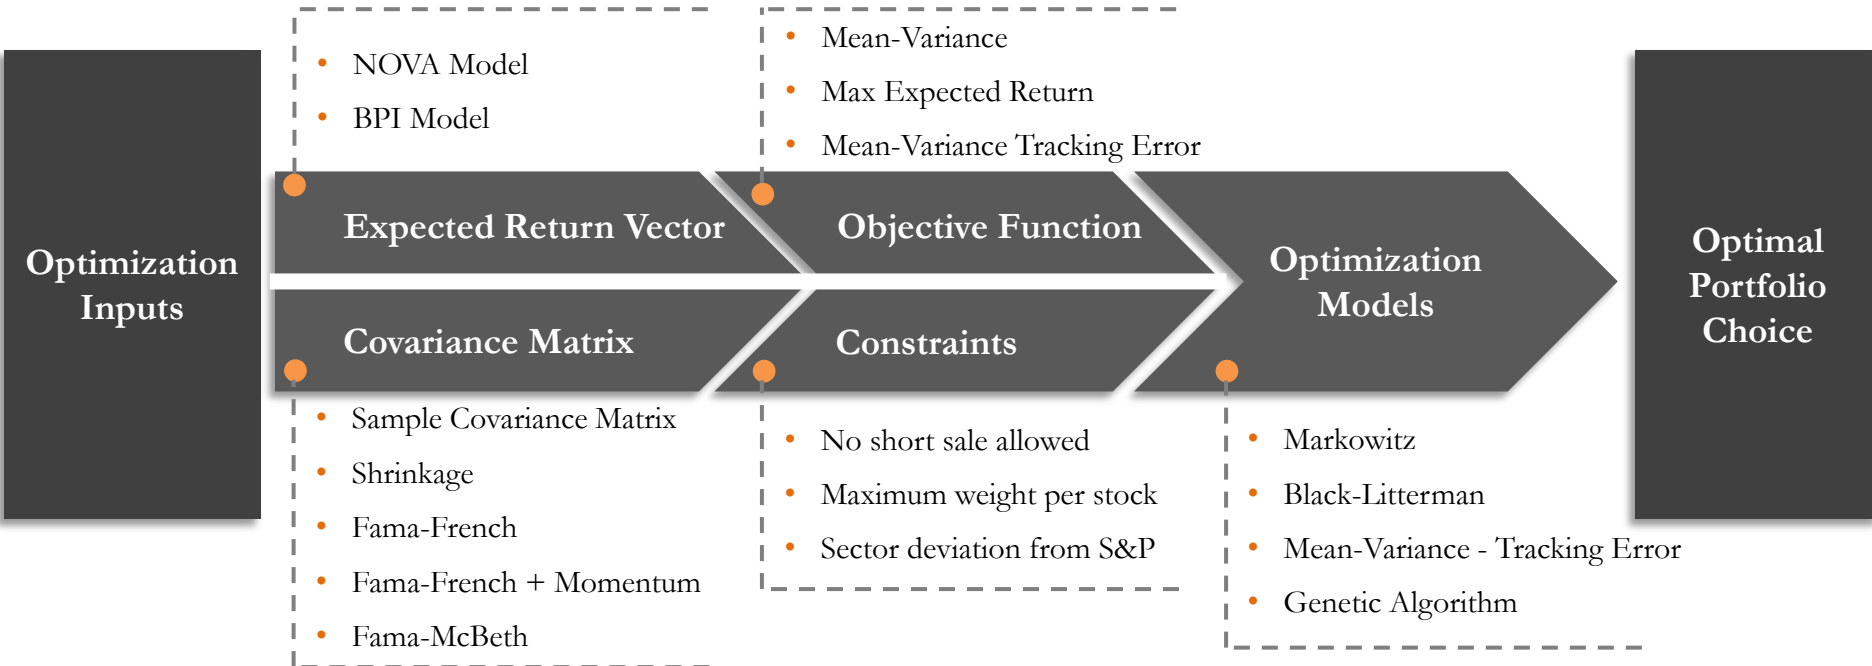 Optimization
Inputs
• NOVA Model
• BPI Model
Expected Return Vector
Covariance Matrix
• Sample Covariance Matrix
• Shrinkage
• Fama-French
• Fama-French + Momentum
• Fama-McBeth
• Mean-Variance
• Max Expected Return
• Mean-Variance Tracking Error
Objective Function
Constraints
• No short sale allowed
• Maximum weight per stock
• Sector deviation from S&P
Optimization
Models
• Markowitz
• Black-Litterman
• Mean-Variance - Tracking Error
• Genetic Algorithm
Optimal
Portfolio
Choice